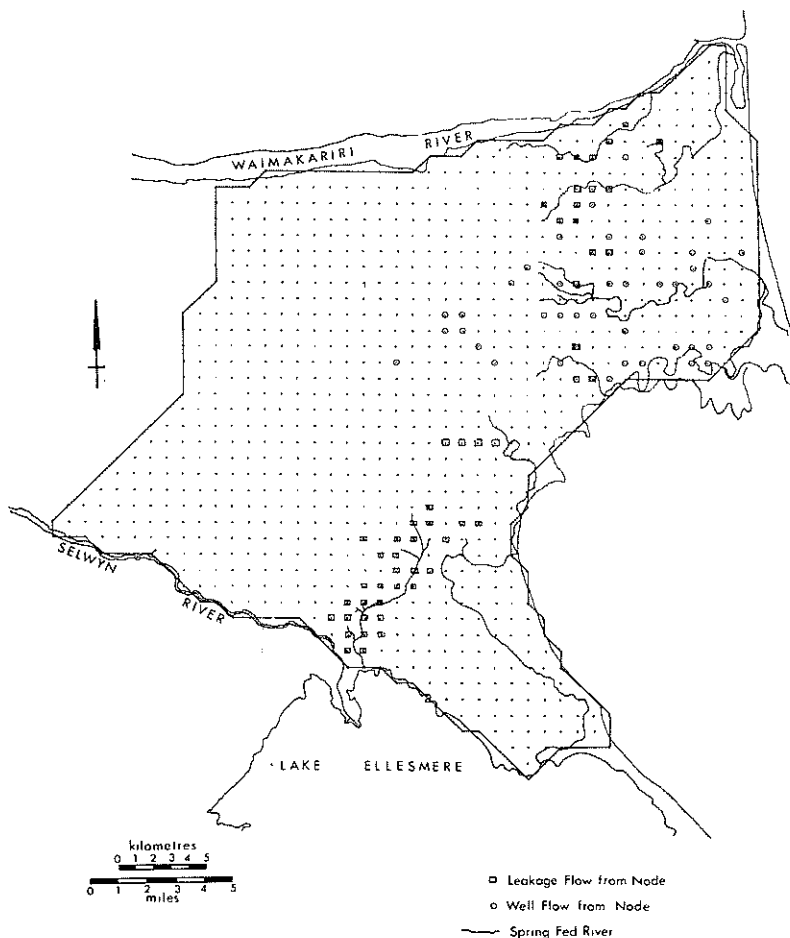 WAIMAKARIRI RIVER
SELWYN RIVER
LAKE ELLESMERE
kilometres
0 1 2 3 4 5
0 1 2 3 4 5
miles
Leakage Flow from Node
Well Flow from Node
Spring Fed River